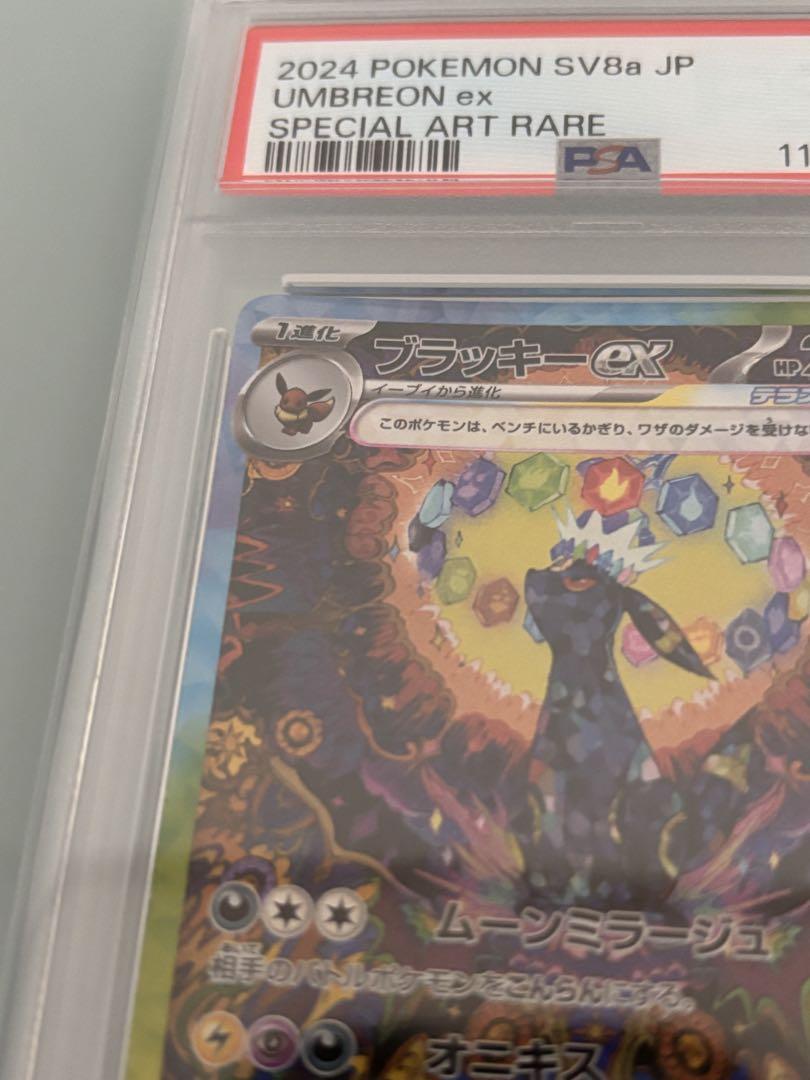 2024 POKEMON SV8a JP
UMBREON ex
SPECIAL ART RARE
PSA
11
1進化
ブラッキーex
HP
イーブイから進化
テラス
このポケモンは、ベンチにいるかぎり、ワザのダメージを受けな
ムーンミラージュ
相手のバトルポケモンをこんらんにする。
オニキス